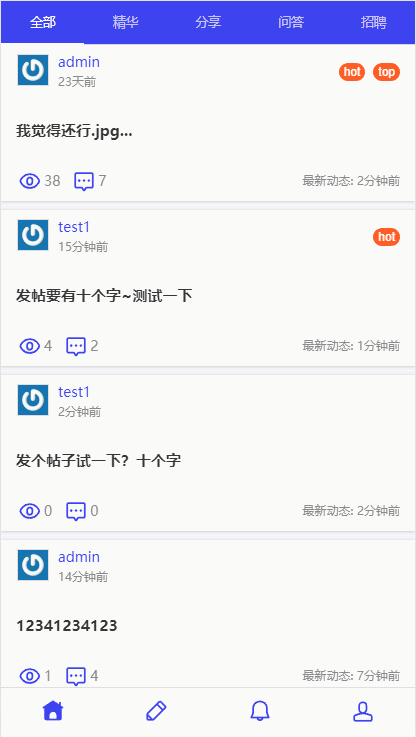 全部 精华 分享 问答 招聘
admin
23天前
hot top
我觉得还行.jpg...
38 7 最新动态: 2分钟前
test1
15分钟前
hot
发帖要有十个字~测试一下
4 2 最新动态: 1分钟前
test1
2分钟前
发个帖子试一下？十个字
0 0 最新动态: 2分钟前
admin
14分钟前
12341234123
1 4 最新动态: 7分钟前